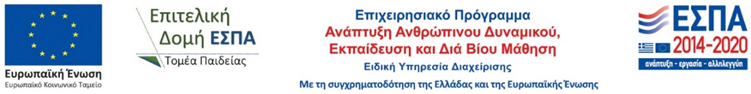 Ευρωπαϊκή Ένωση
Ευρωπαϊκό Κοινωνικό Ταμείο
Επιτελική
Δομή ΕΣΠΑ
Τομέα Παιδείας
Επιχειρησιακό Πρόγραμμα
Ανάπτυξη Ανθρώπινου Δυναμικού,
Εκπαίδευση και Διά Βίου Μάθηση
Ειδική Υπηρεσία Διαχείρισης
Με τη συγχρηματοδότηση της Ελλάδας και της Ευρωπαϊκής Ένωσης
ΕΣΠΑ
2014-2020
ανάπτυξη - εργασία - αλληλεγγύη